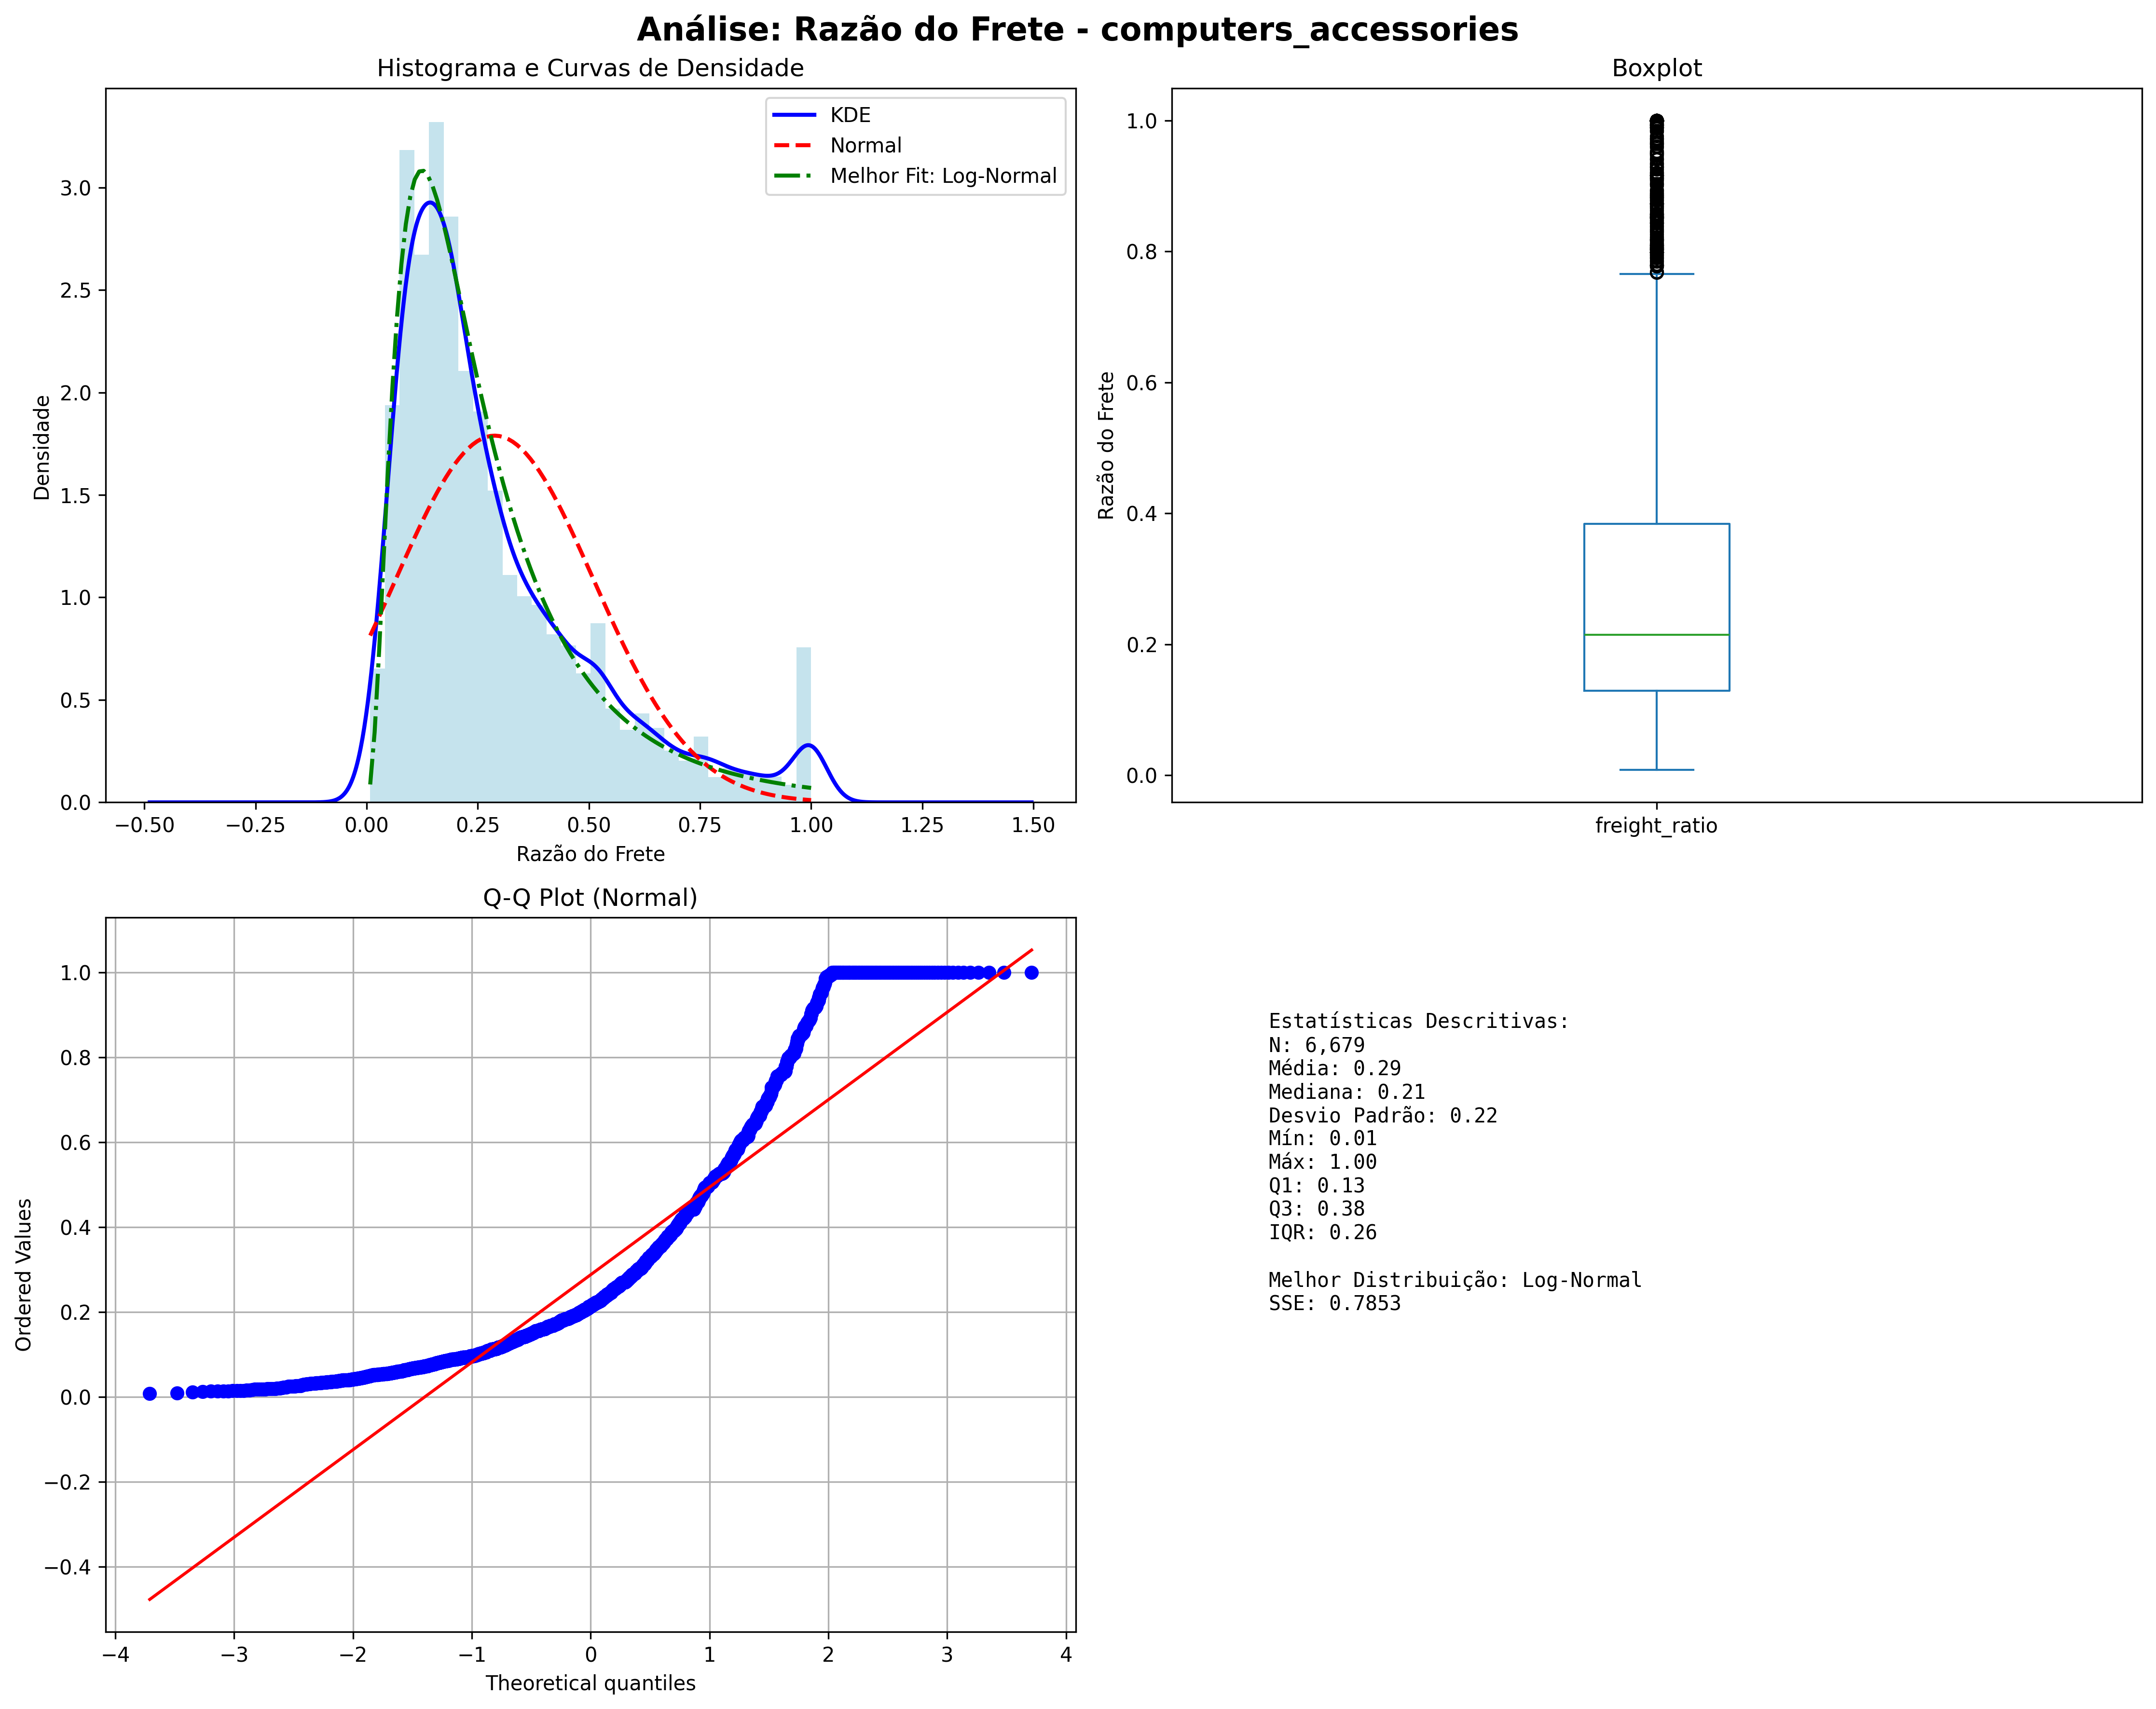 Análise: Razão do Frete - computers_accessories
Histograma e Curvas de Densidade
KDE
Normal
Melhor Fit: Log-Normal
Densidade
3.0
2.5
2.0
1.5
1.0
0.5
0.0
−0.50
−0.25
0.00
0.25
0.50
0.75
1.00
1.25
1.50
Razão do Frete
Boxplot
Razão do Frete
1.0
0.8
0.6
0.4
0.2
0.0
freight_ratio
Q-Q Plot (Normal)
Ordered Values
1.0
0.8
0.6
0.4
0.2
0.0
−0.2
−0.4
−4
−3
−2
−1
0
1
2
3
4
Theoretical quantiles
Estatísticas Descritivas:
N: 6,679
Média: 0.29
Mediana: 0.21
Desvio Padrão: 0.22
Mín: 0.01
Máx: 1.00
Q1: 0.13
Q3: 0.38
IQR: 0.26
Melhor Distribuição: Log-Normal
SSE: 0.7853